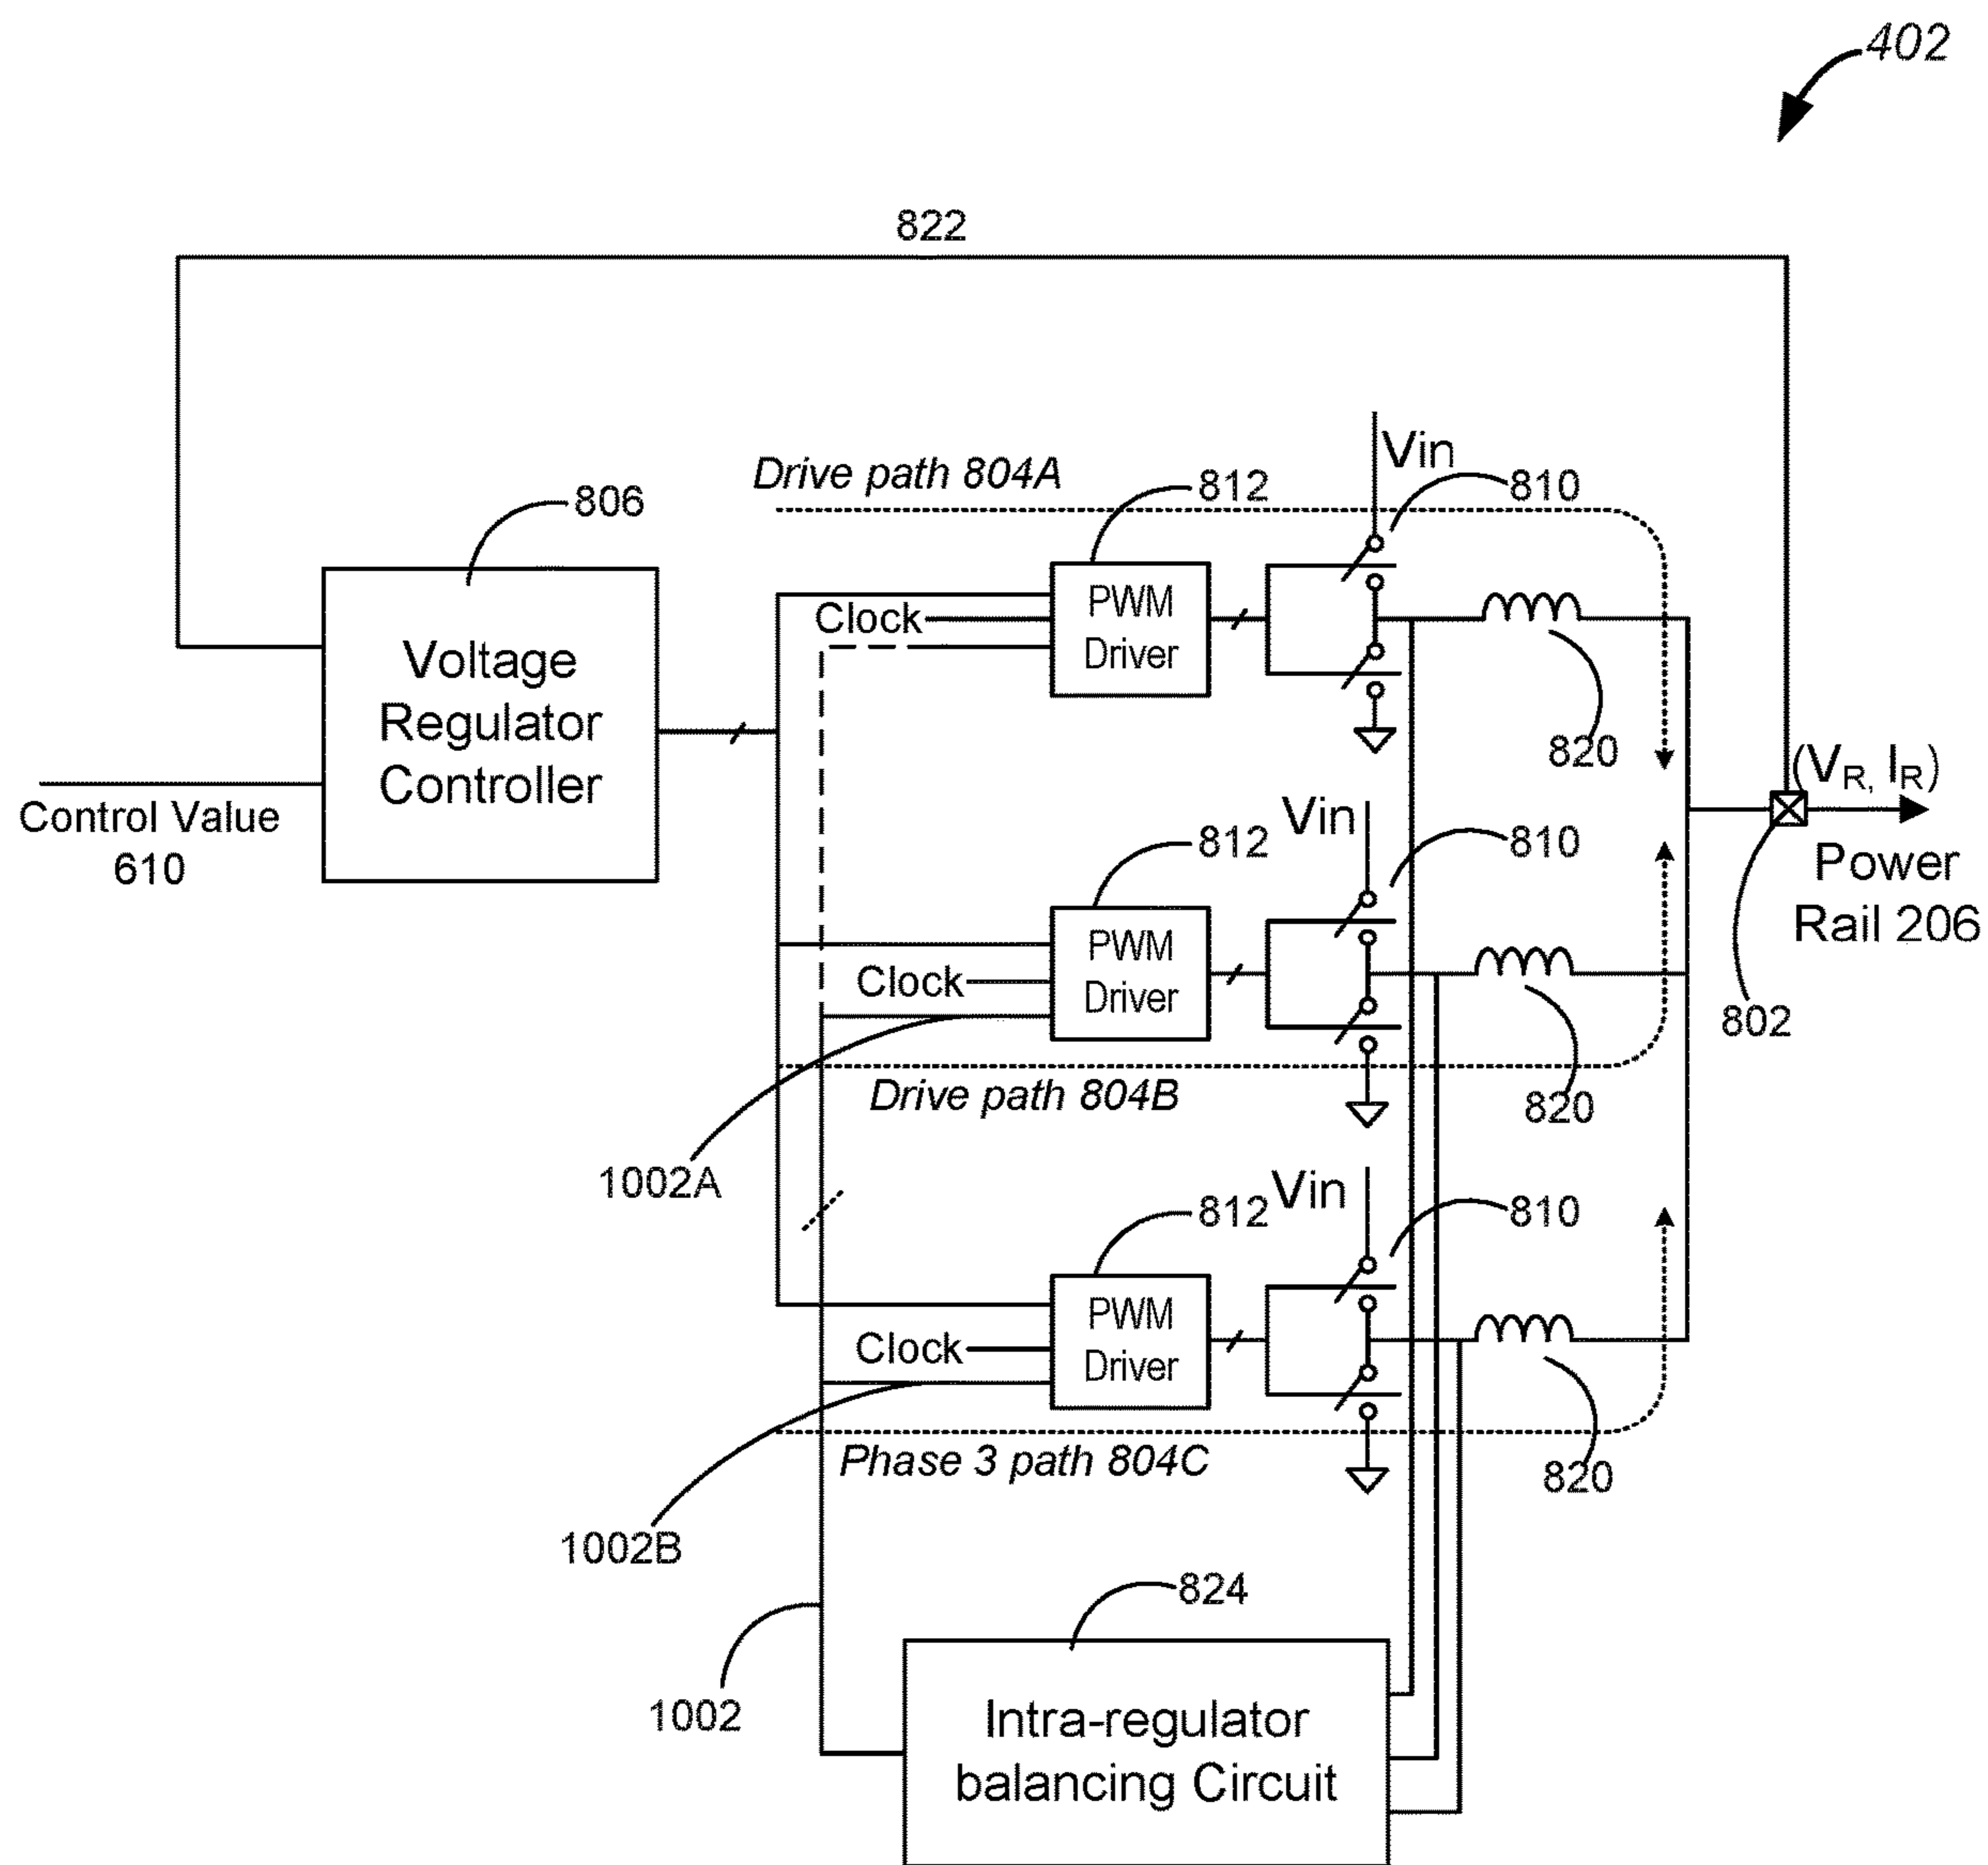 402
822
Vin
Drive path 804A
812
810
806
PWM
Driver
Clock
Voltage
Regulator
Controller
820
(VR, IR)
Control Value
610
Vin
812
810
Power
Rail 206
PWM
Driver
Clock
802
Drive path 804B
820
1002A
Vin
812
810
PWM
Driver
Clock
Phase 3 path 804C
820
1002B
824
1002
Intra-regulator
balancing Circuit